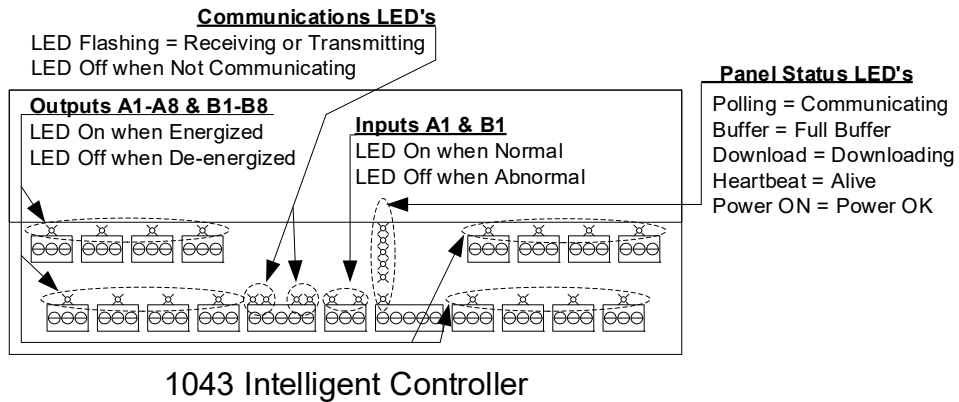 Communications LED's
LED Flashing = Receiving or Transmitting
LED Off when Not Communicating
Panel Status LED's
Polling = Communicating
Buffer = Full Buffer
Download = Downloading
Heartbeat = Alive
Power ON = Power OK
Outputs A1-A8 & B1-B8
LED On when Energized
LED Off when De-energized
Inputs A1 & B1
LED On when Normal
LED Off when Abnormal
1043 Intelligent Controller